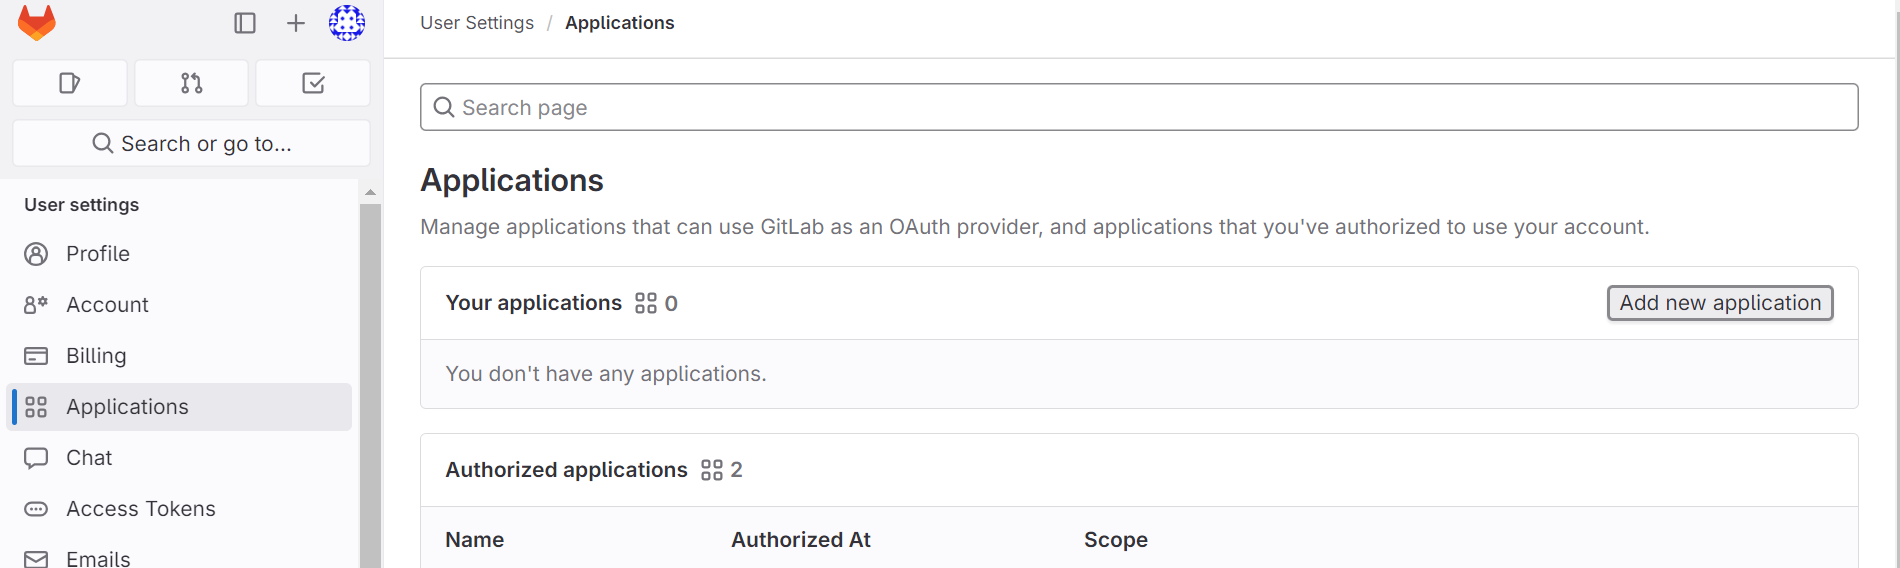 User Settings / Applications
Search or go to...
User settings
Profile
Account
Billing
Applications
Chat
Access Tokens
Emails
Search page
Applications
Manage applications that can use GitLab as an OAuth provider, and applications that you've authorized to use your account.
Your applications 0
Add new application
You don't have any applications.
Authorized applications 2
Name Authorized At Scope